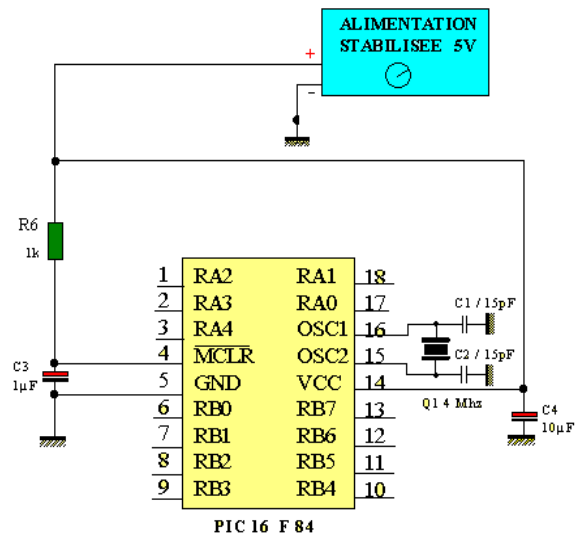 ALIMENTATION
STABILISEE 5V
+
-
R6
1k
1 RA2 RA1 18
2 RA3 RA0 17
3 RA4 OSC1 16
4 MCLR OSC2 15
5 GND VCC 14
6 RB0 RB7 13
7 RB1 RB6 12
8 RB2 RB5 11
9 RB3 RB4 10
C1 / 15pF
C2 / 15pF
Q1 4 Mhz
C3
1µF
C4
10µF
PIC 16 F 84